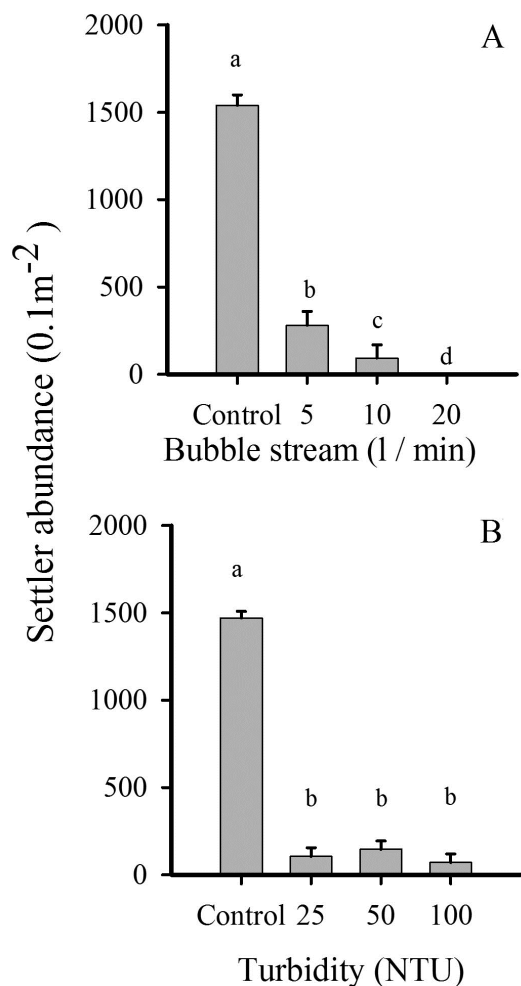 Settler abundance (0.1m⁻²)
A
2000
1500
1000
500
0
a
b
c
d
Control 5 10 20
Bubble stream (l / min)
B
2000
1500
1000
500
0
a
b b b
Control 25 50 100
Turbidity (NTU)